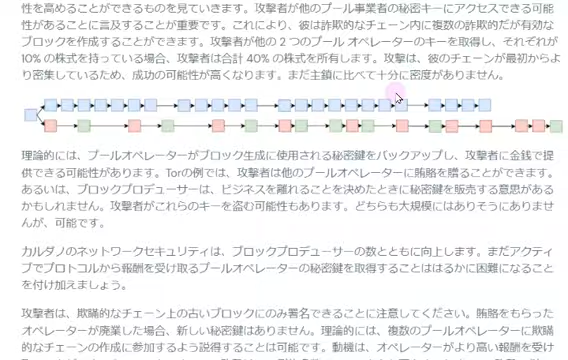 性を高めることができるものを見ていきます。攻撃者が他のプール事業者の秘密キーにアクセスできる可能
性があることに言及することが重要です。これにより、彼は詐欺的なチェーン内に複数の詐欺的だが有効な
ブロックを作成することができます。攻撃者が他の 2 つのプール オペレーターのキーを取得し、それぞれが
10% の株式を持っている場合、攻撃者は合計 40% の株式を所有します。攻撃は、彼のチェーンが最初からよ
り密集しているため、成功の可能性が高くなります。まだ主鎖に比べて十分に密度がありません。
理論的には、プールオペレーターがブロック生成に使用される秘密鍵をバックアップし、攻撃者に金銭で提
供できる可能性があります。Torの例では、攻撃者は他のプールオペレーターに賄賂を贈ることができます。
あるいは、ブロックプロデューサーは、ビジネスを離れることを決めたときに秘密鍵を販売する意思がある
かもしれません。攻撃者がこれらのキーを盗む可能性もあります。どちらも大規模にはありそうにありませ
んが、可能です。
カルダノのネットワークセキュリティは、ブロックプロデューサーの数とともに向上します。まだアクティ
ブでプロトコルから報酬を受け取るプールオペレーターの秘密鍵を取得することははるかに困難になること
を付け加えましょう。
攻撃者は、欺瞞的なチェーン上の古いブロックにのみ署名できることに注意してください。賄賂をもらった
オペレーターが廃業した場合、新しい秘密鍵はありません。理論的には、複数のプールオペレーターに欺瞞
的なチェーンの作成に参加するよう説得することは可能です。動機は、オペレーターがより高い報酬を受け